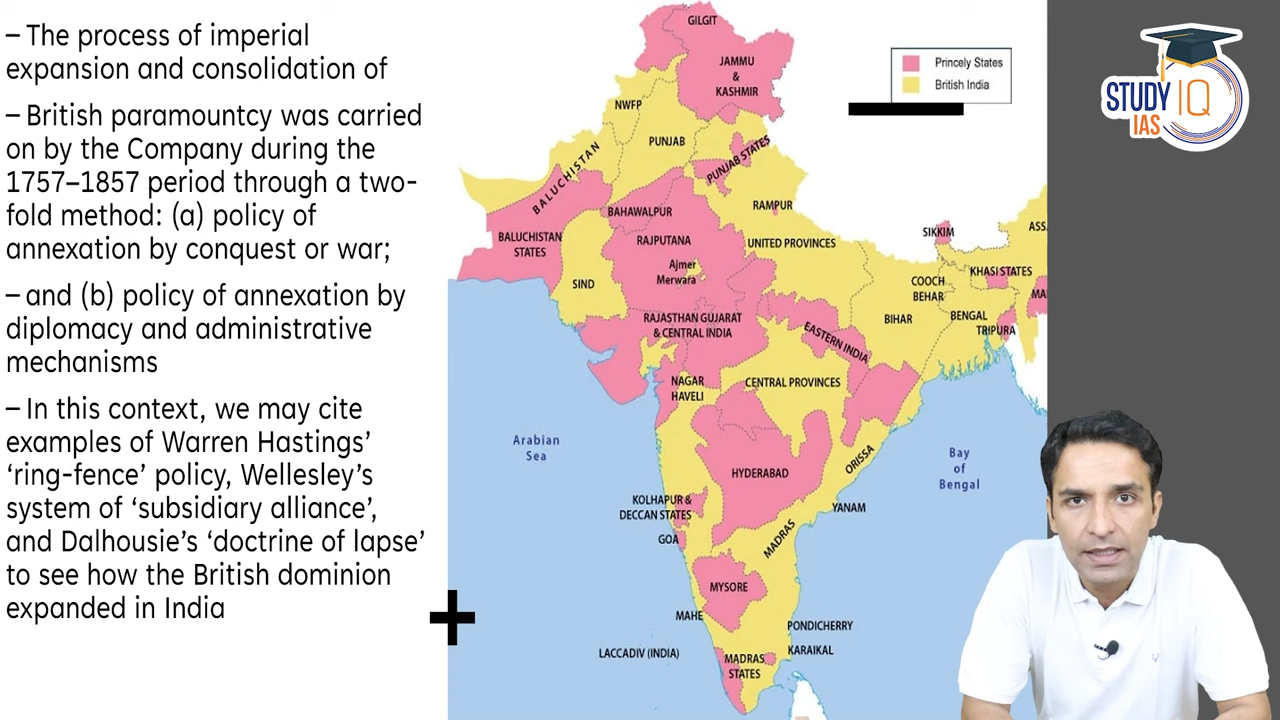 – The process of imperial
expansion and consolidation of
– British paramountcy was carried
on by the Company during the
1757–1857 period through a two-
fold method: (a) policy of
annexation by conquest or war;
– and (b) policy of annexation by
diplomacy and administrative
mechanisms
– In this context, we may cite
examples of Warren Hastings’
‘ring-fence’ policy, Wellesley’s
system of ‘subsidiary alliance’,
and Dalhousie’s ‘doctrine of lapse’
to see how the British dominion
expanded in India
GILGIT
JAMMU
&
KASHMIR
NWFP
PUNJAB
PUNJAB STATES
BALUCHISTAN
BAHAWALPUR
RAMPUR
BALUCHISTAN
STATES
RAJPUTANA
UNITED PROVINCES
SIKKIM
ASS
Ajmer
Merwara
SIND
KHASI STATES
COOCH
BEHAR
MA
RAJASTHAN GUJARAT
& CENTRAL INDIA
EASTERN INDIA
BIHAR
BENGAL
TRIPURA
NAGAR
HAVELI
CENTRAL PROVINCES
Arabian
Sea
HYDERABAD
ORISSA
Bay
of
Bengal
KOLHAPUR &
DECCAN STATES
YANAM
GOA
MADRAS
MYSORE
MAHE
PONDICHERRY
LACCADIV (INDIA)
MADRAS
STATES
KARAIKAL
Princely States
British India
STUDY IQ
IAS